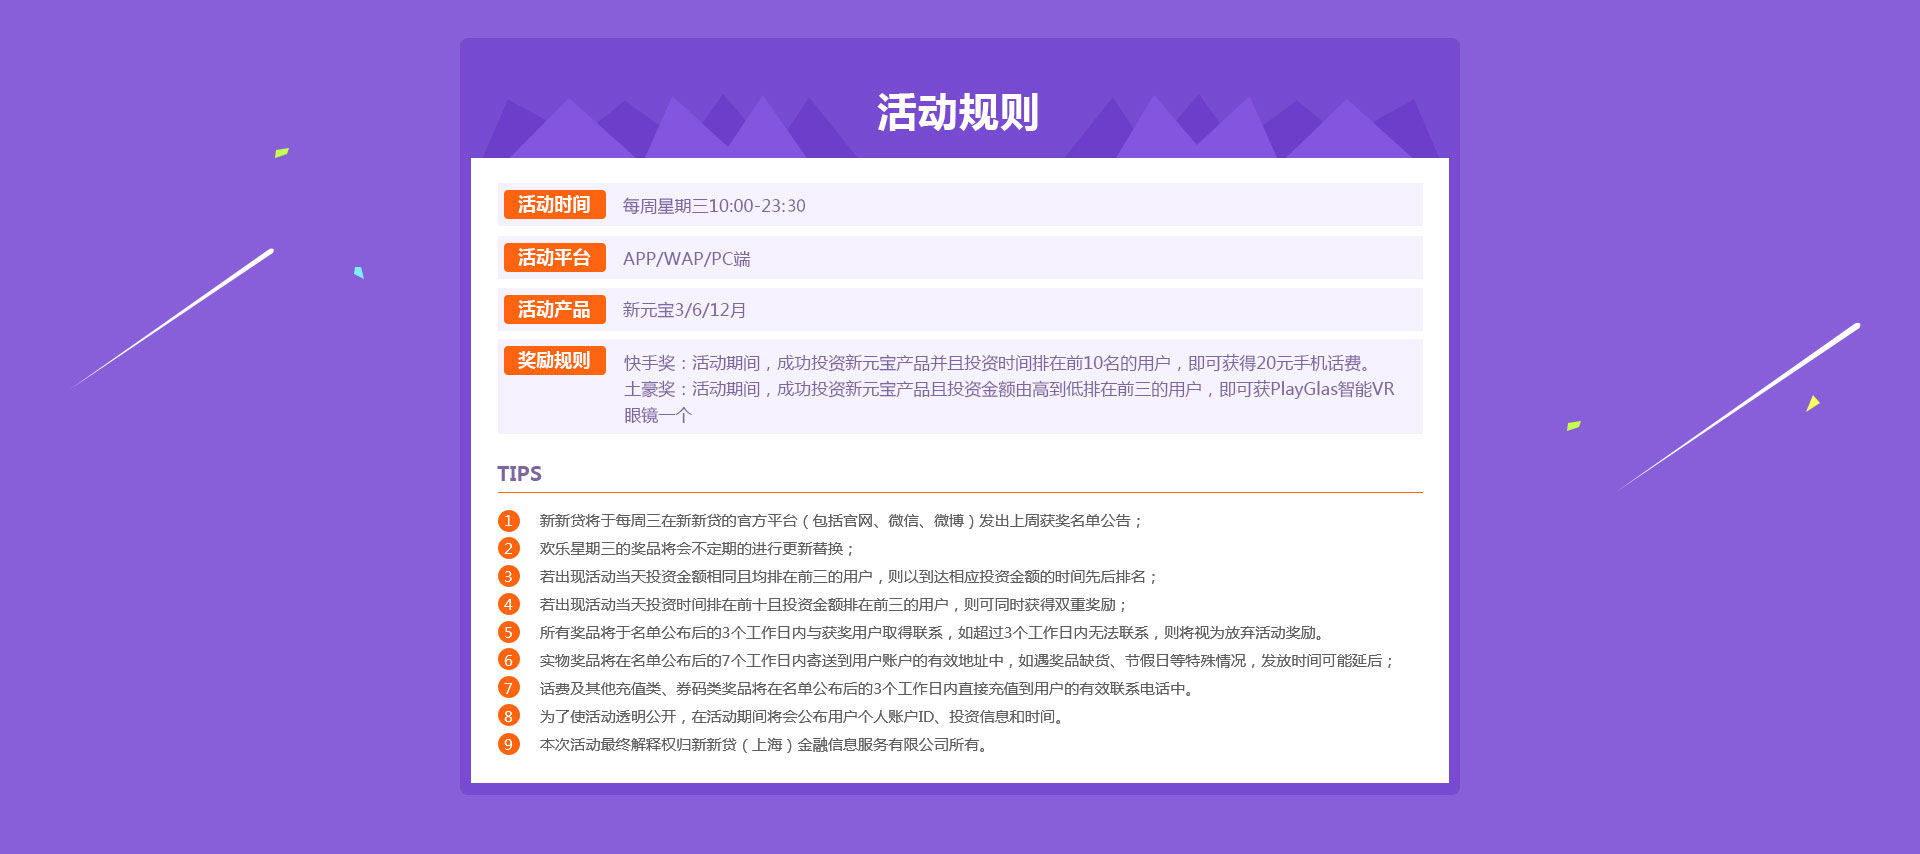 活动规则
活动时间 每周星期三10:00-23:30
活动平台 APP/WAP/PC端
活动产品 新元宝3/6/12月
奖励规则 快手奖：活动期间，成功投资新元宝产品并且投资时间排在前10名的用户，即可获得20元手机话费。
土豪奖：活动期间，成功投资新元宝产品且投资金额由高到低排在前三的用户，即可获PlayGlas智能VR
眼镜一个
TIPS
1 新新贷将于每周三在新新贷的官方平台（包括官网、微信、微博）发出上周获奖名单公告；
2 欢乐星期三的奖品将会不定期的进行更新替换；
3 若出现活动当天投资金额相同且均排在前三的用户，则以到达相应投资金额的时间先后排名；
4 若出现活动当天投资时间排在前十且投资金额排在前三的用户，则可同时获得双重奖励；
5 所有奖品将于名单公布后的3个工作日内与获奖用户取得联系，如超过3个工作日内无法联系，则将视为放弃活动奖励。
6 实物奖品将在名单公布后的7个工作日内寄送到用户账户的有效地址中，如遇奖品缺货、节假日等特殊情况，发放时间可能延后；
7 话费及其他充值类、券码类奖品将在名单公布后的3个工作日内直接充值到用户的有效联系电话中。
8 为了使活动透明公开，在活动期间将会公布用户个人账户ID、投资信息和时间。
9 本次活动最终解释权归新新贷（上海）金融信息服务有限公司所有。